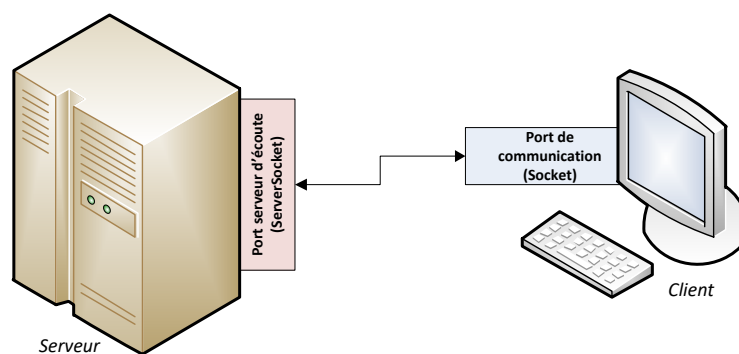 Port serveur d'écoute
(ServerSocket)
Port de
communication
(Socket)
Serveur
Client